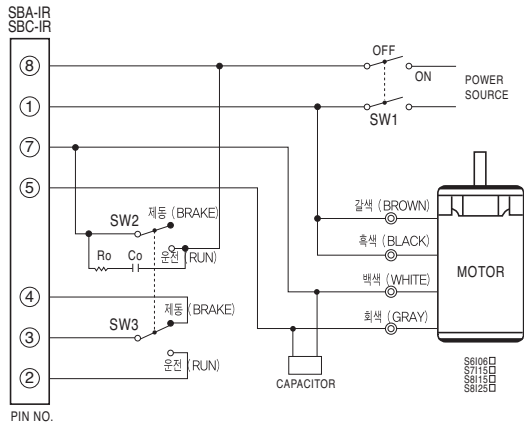 SBA-IR
SBC-IR
8
1
7
5
4
3
2
PIN NO.
OFF
ON
SW1
POWER
SOURCE
SW2
제동 (BRAKE)
Ro
Co
운전 (RUN)
제동 (BRAKE)
SW3
운전 (RUN)
갈색 (BROWN)
흑색 (BLACK)
백색 (WHITE)
회색 (GRAY)
CAPACITOR
MOTOR
S6I06□
S7I15□
S8I15□
S8I25□